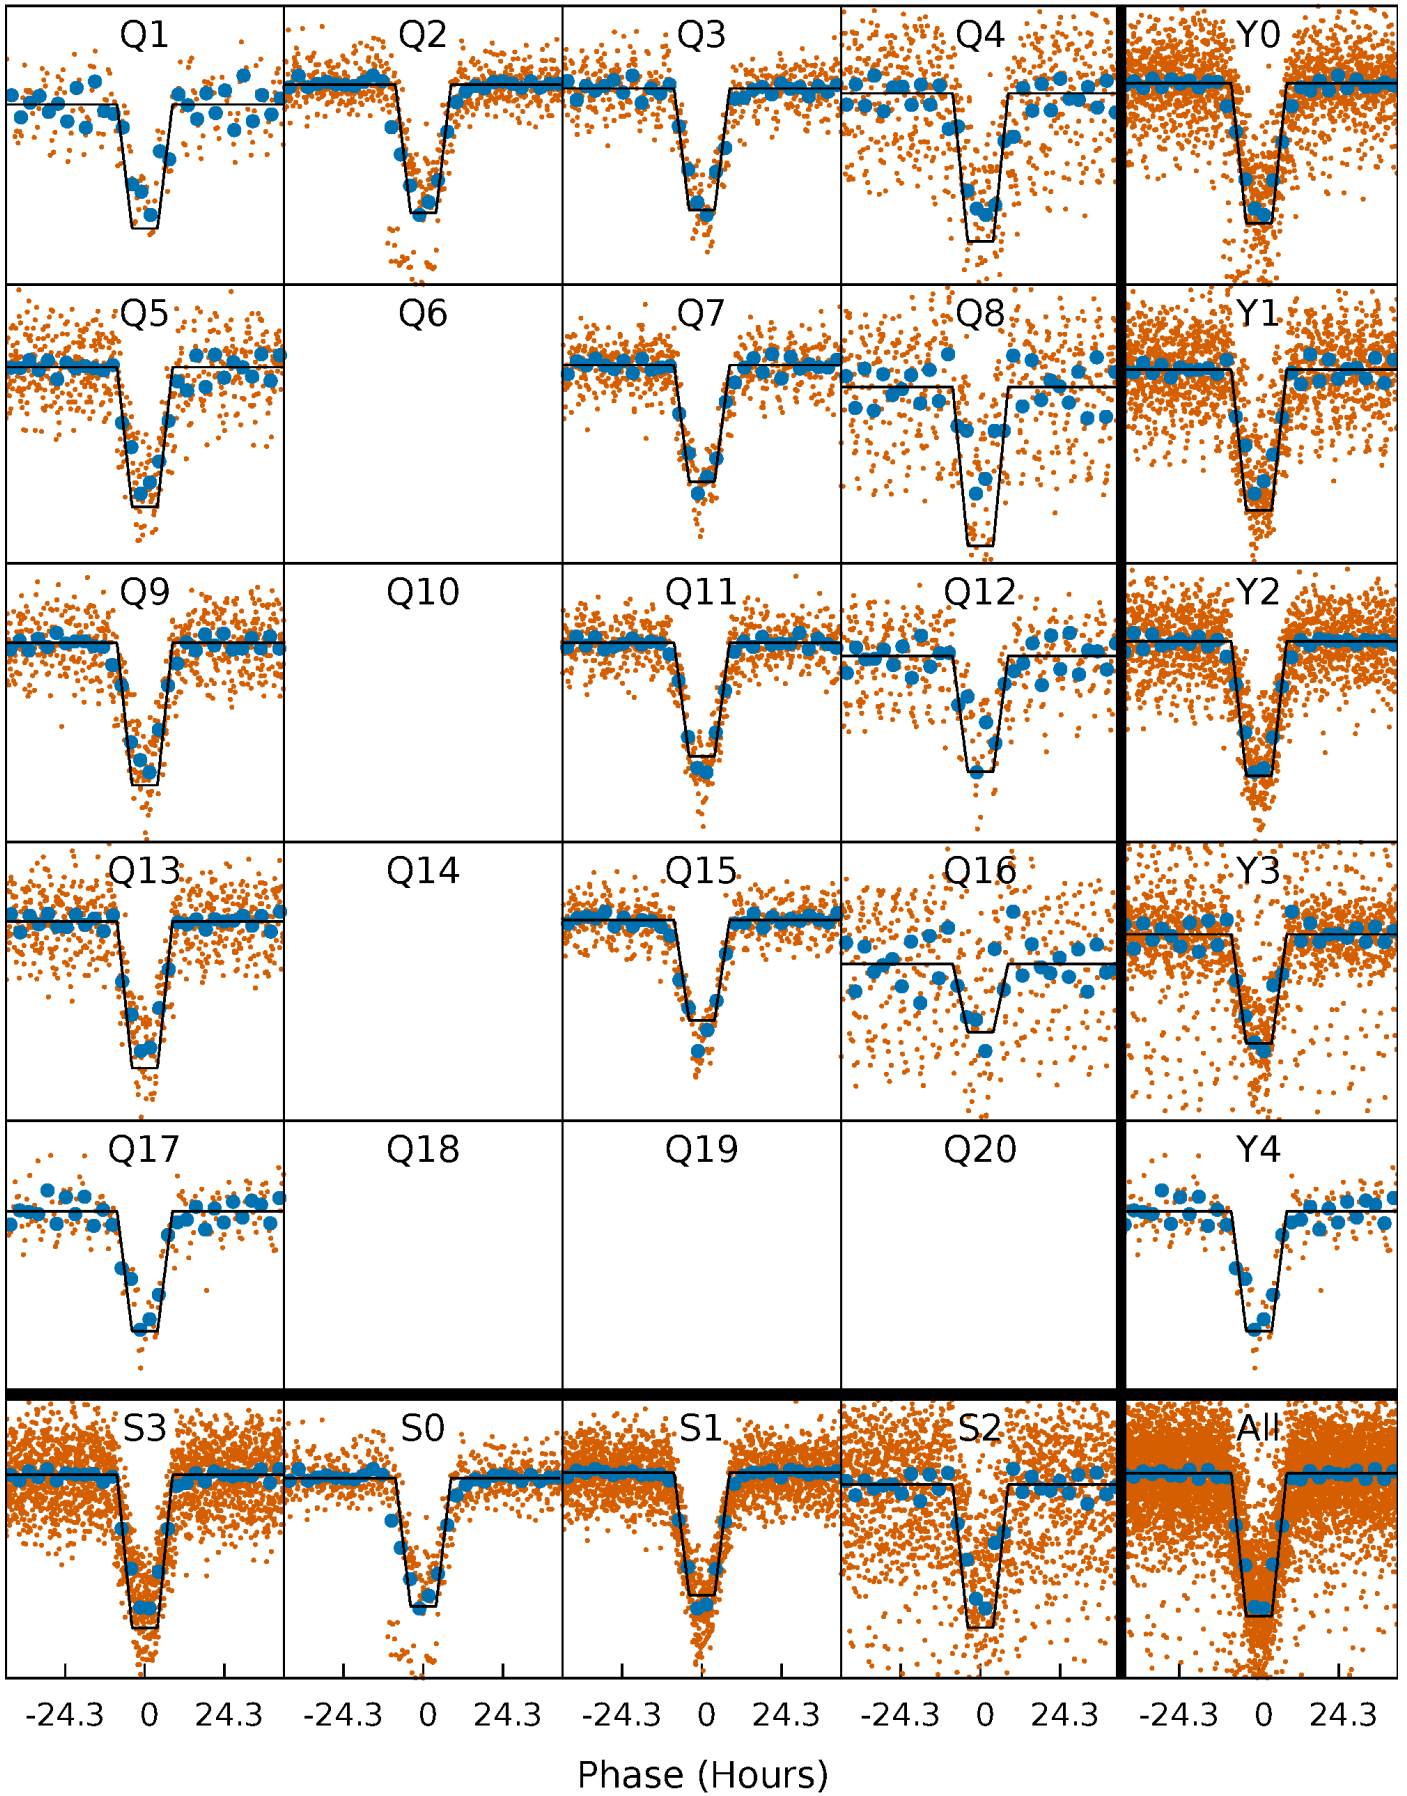 Q1 Q2 Q3 Q4 Y0
Q5 Q6 Q7 Q8 Y1
Q9 Q10 Q11 Q12 Y2
Q13 Q14 Q15 Q16 Y3
Q17 Q18 Q19 Q20 Y4
S3 S0 S1 S2 All
-24.3 0 24.3 -24.3 0 24.3 -24.3 0 24.3 -24.3 0 24.3 -24.3 0 24.3
Phase (Hours)